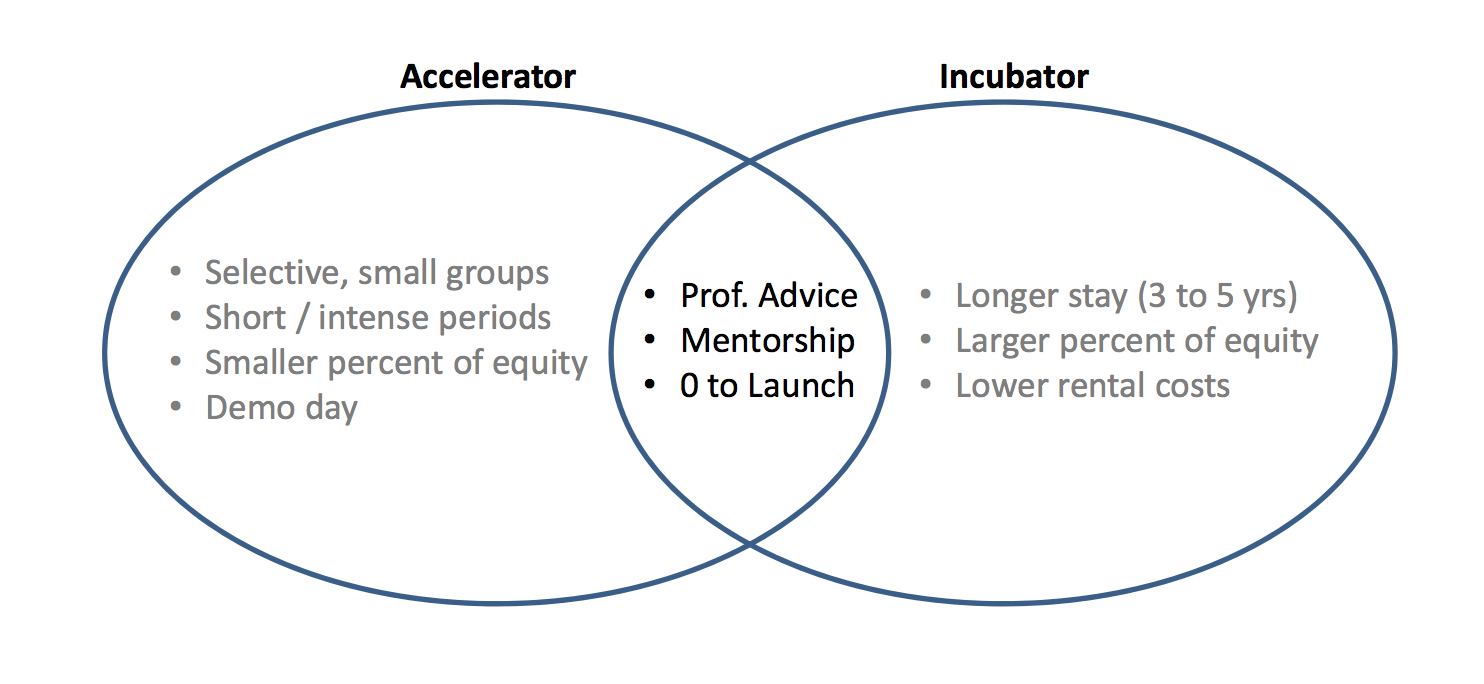 Accelerator
Incubator
• Selective, small groups
• Short / intense periods
• Smaller percent of equity
• Demo day
• Prof. Advice
• Mentorship
• 0 to Launch
• Longer stay (3 to 5 yrs)
• Larger percent of equity
• Lower rental costs